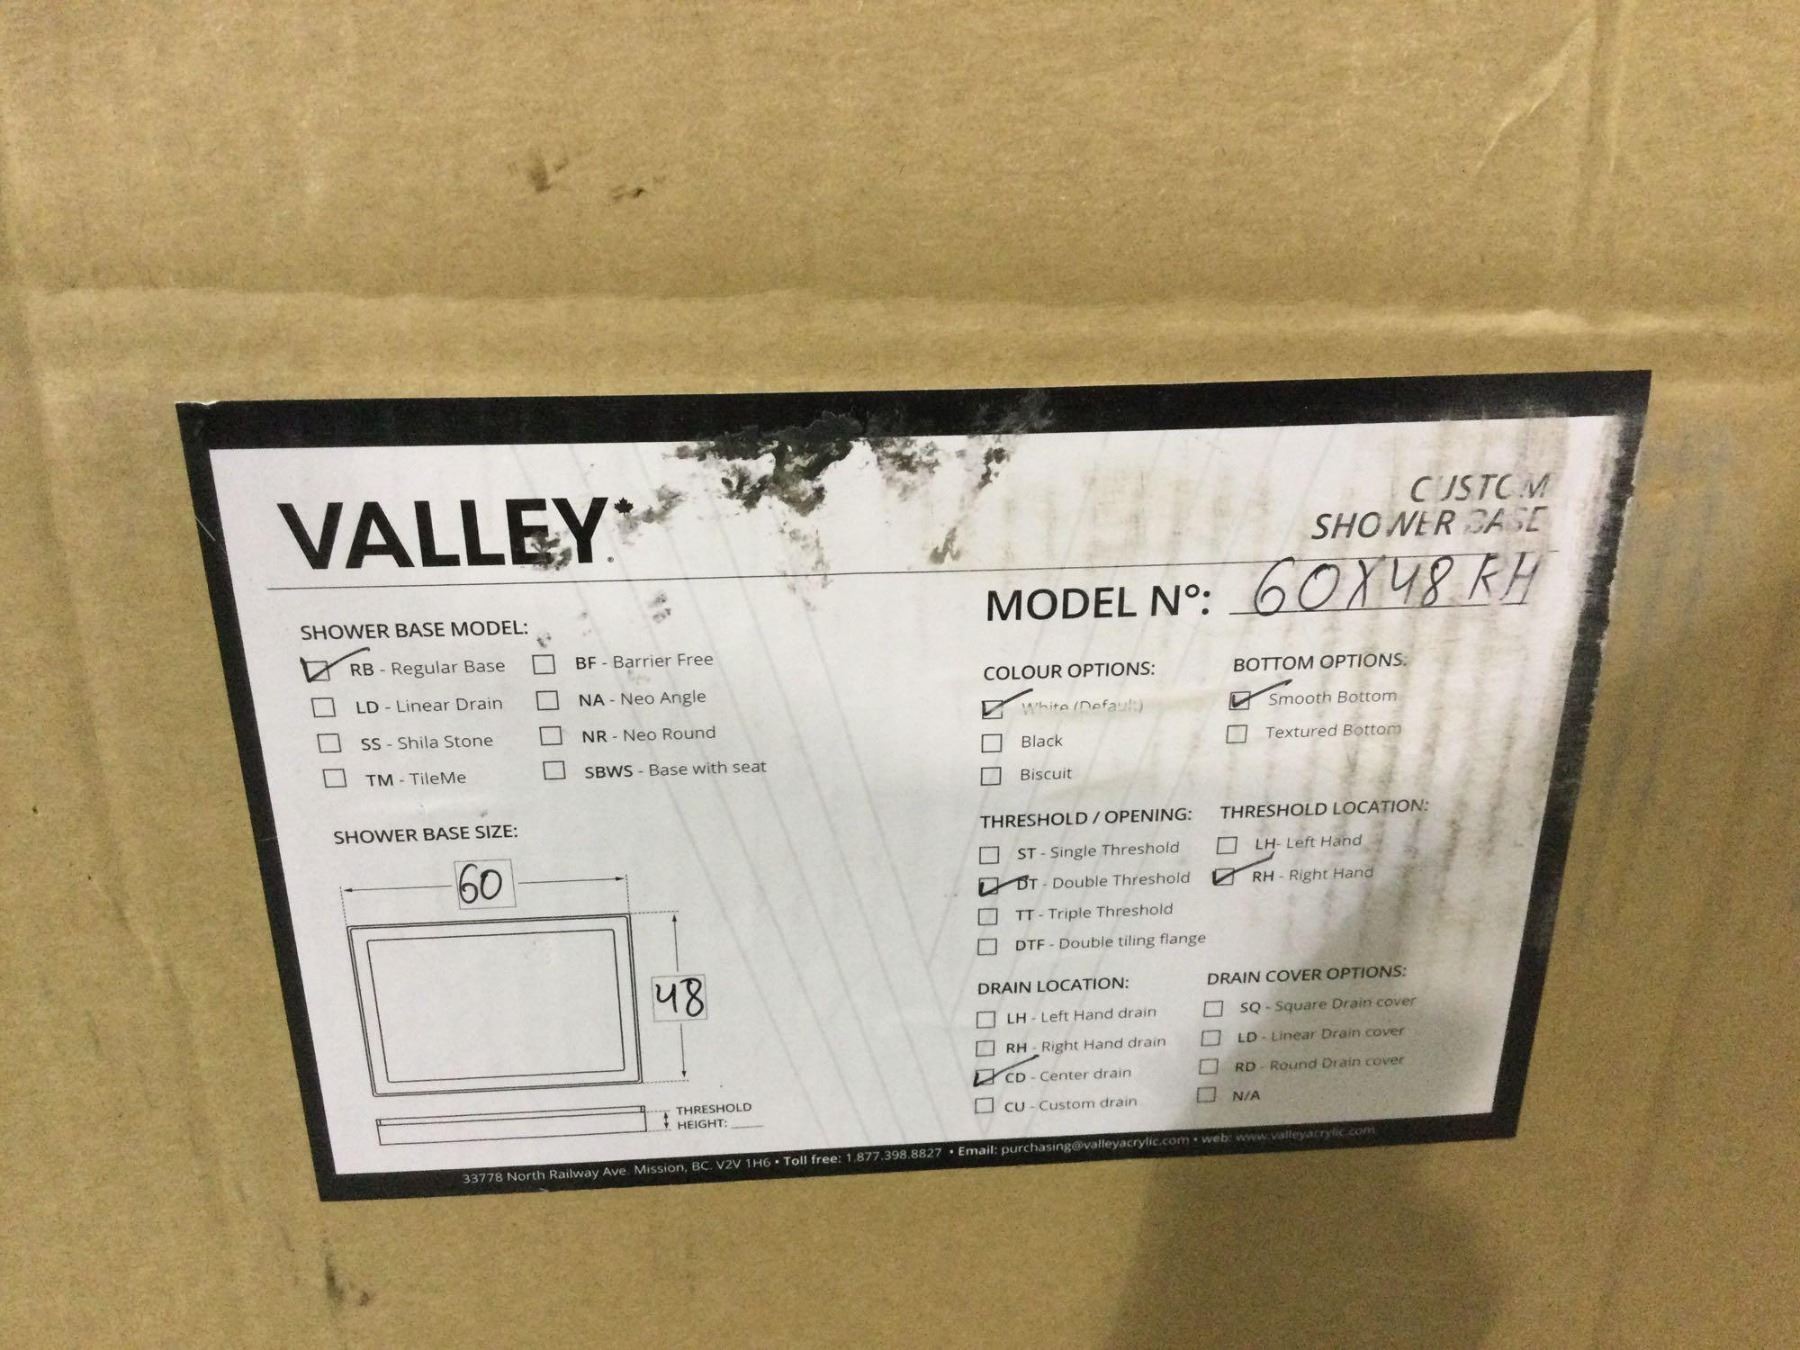 VALLEY
CUSTOM
SHOWER BASE
MODEL Nº: 60X48 RH
SHOWER BASE MODEL:
RB - Regular Base
BF - Barrier Free
LD - Linear Drain
NA - Neo Angle
SS - Shila Stone
NR - Neo Round
TM - TileMe
SBWS - Base with seat
SHOWER BASE SIZE:
60
48
THRESHOLD
HEIGHT: ____
COLOUR OPTIONS:
White (Default)
Black
Biscuit
BOTTOM OPTIONS:
Smooth Bottom
Textured Bottom
THRESHOLD / OPENING:
ST - Single Threshold
DT - Double Threshold
TT - Triple Threshold
DTF - Double tiling flange
THRESHOLD LOCATION:
LH- Left Hand
RH - Right Hand
DRAIN LOCATION:
LH - Left Hand drain
RH - Right Hand drain
CD - Center drain
CU - Custom drain
DRAIN COVER OPTIONS:
SQ - Square Drain cover
LD - Linear Drain cover
RD - Round Drain cover
N/A
33778 North Railway Ave. Mission, BC. V2V 1H6 • Toll free: 1.877.398.8827 • Email: purchasing@valleyacrylic.com • web: www.valleyacrylic.com